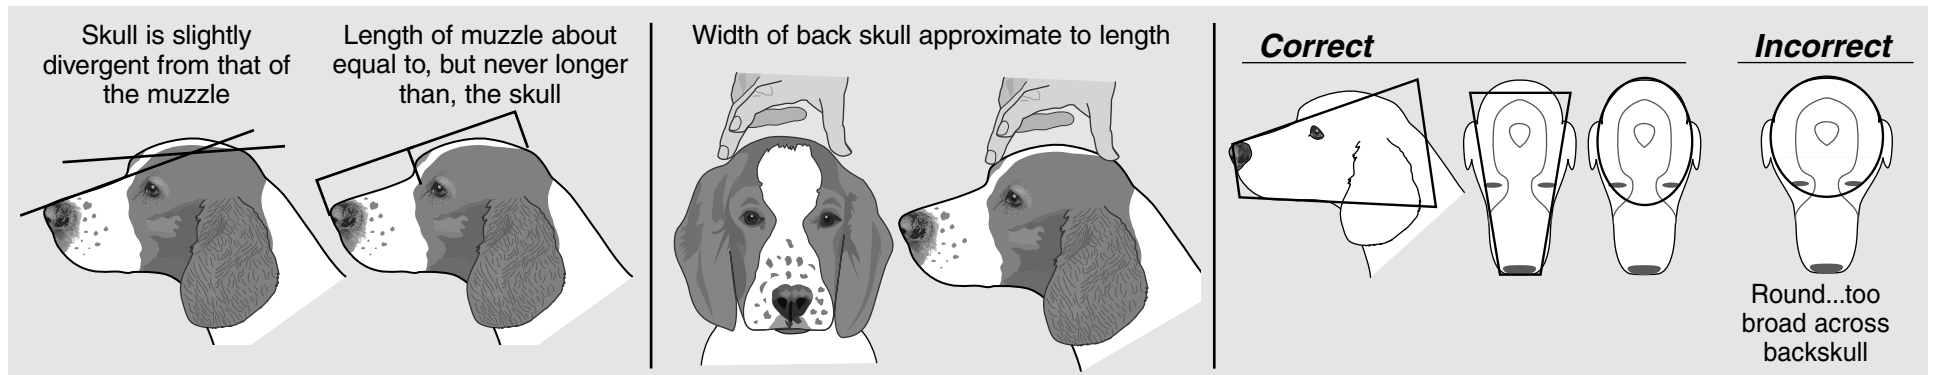 Skull is slightly
divergent from that of
the muzzle
Length of muzzle about
equal to, but never longer
than, the skull
Width of back skull approximate to length
Correct
Incorrect
Round...too
broad across
backskull